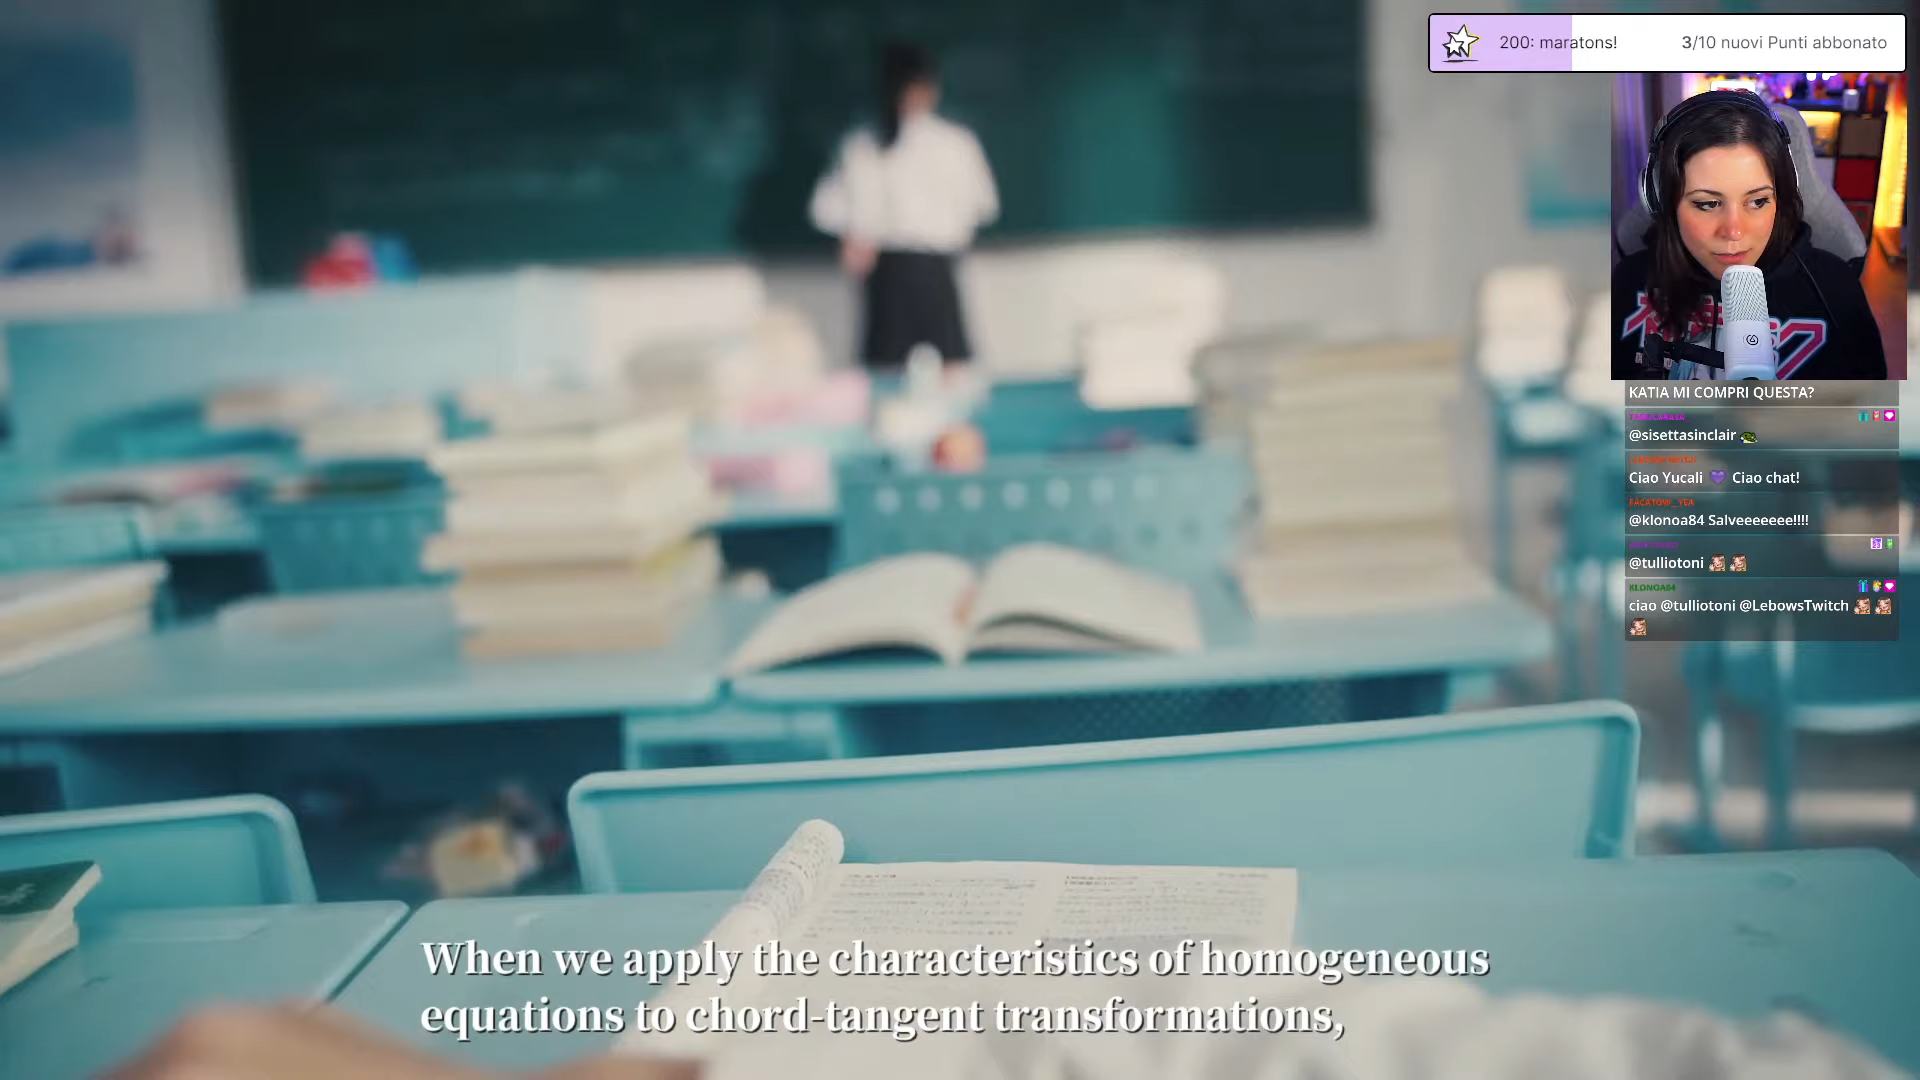 200: maratons!
3/10 nuovi Punti abbonato
KATIA MI COMPRI QUESTA?
@sisettasinclair
Ciao Yucali 💜 Ciao chat!
@klonoa84 Salveeeeeee!!!!
@tulliotoni
KLONOA84
ciao @tulliotoni @LebowsTwitch
When we apply the characteristics of homogeneous
equations to chord-tangent transformations,